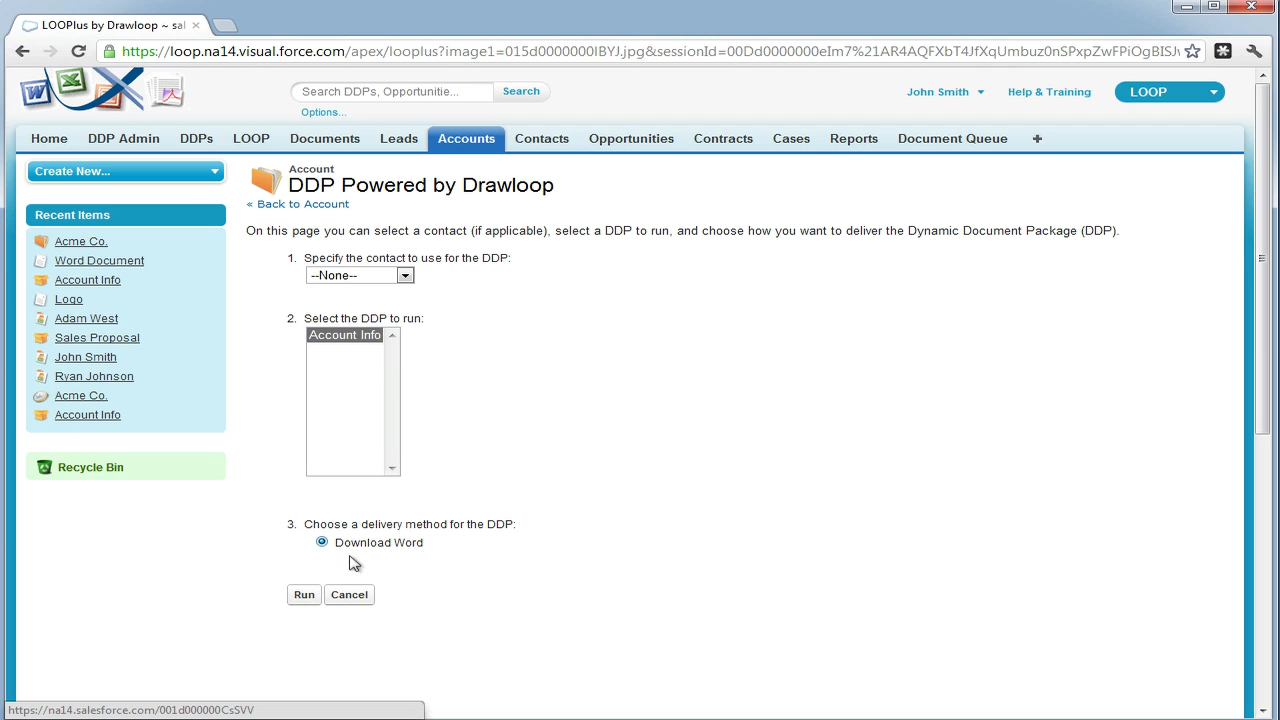 LOOPlus by Drawloop ~ sal
https://loop.na14.visual.force.com/apex/looplus?image1=015d0000000IBYJ.jpg&sessionId=00Dd0000000eIm7%21AR4AQFXbT4JfXqUmbuz0nSPxpZwFPiOgBISJv
Search DDPs, Opportunitie...
Search
Options...
John Smith
Help & Training
LOOP
Home
DDP Admin
DDPs
LOOP
Documents
Leads
Accounts
Contacts
Opportunities
Contracts
Cases
Reports
Document Queue
+
Create New...
Recent Items
Acme Co.
Word Document
Account Info
Logo
Adam West
Sales Proposal
John Smith
Ryan Johnson
Acme Co.
Account Info
Recycle Bin
Account
DDP Powered by Drawloop
« Back to Account
On this page you can select a contact (if applicable), select a DDP to run, and choose how you want to deliver the Dynamic Document Package (DDP).
1. Specify the contact to use for the DDP:
--None--
2. Select the DDP to run:
Account Info
3. Choose a delivery method for the DDP:
Download Word
Run
Cancel
https://na14.salesforce.com/001d000000CsSVV